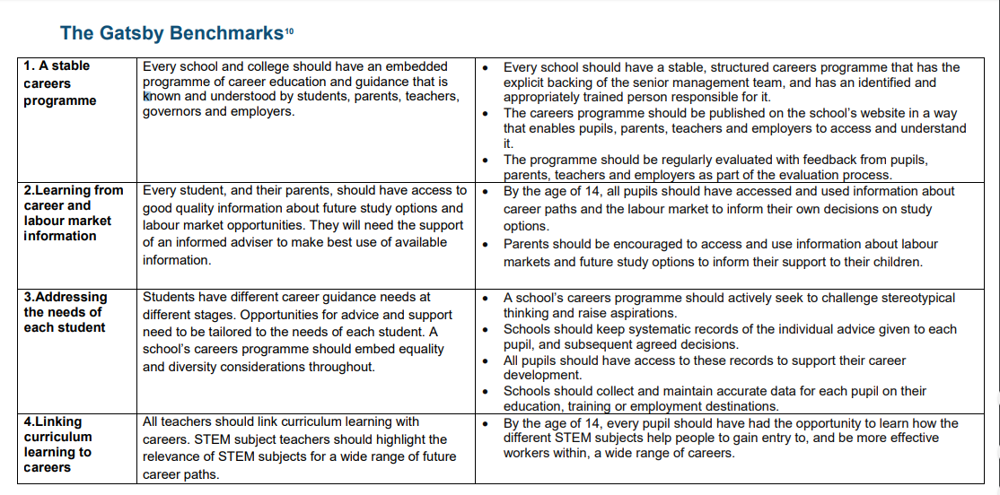 The Gatsby Benchmarks10
1. A stable
careers
programme
Every school and college should have an embedded
programme of career education and guidance that is
known and understood by students, parents, teachers,
governors and employers.
• Every school should have a stable, structured careers programme that has the
explicit backing of the senior management team, and has an identified and
appropriately trained person responsible for it.
• The careers programme should be published on the school's website in a way
that enables pupils, parents, teachers and employers to access and understand
it.
• The programme should be regularly evaluated with feedback from pupils,
parents, teachers and employers as part of the evaluation process.
2.Learning from
career and
labour market
information
Every student, and their parents, should have access to
good quality information about future study options and
labour market opportunities. They will need the support
of an informed adviser to make best use of available
information.
• By the age of 14, all pupils should have accessed and used information about
career paths and the labour market to inform their own decisions on study
options.
• Parents should be encouraged to access and use information about labour
markets and future study options to inform their support to their children.
3.Addressing
the needs of
each student
Students have different career guidance needs at
different stages. Opportunities for advice and support
need to be tailored to the needs of each student. A
school's careers programme should embed equality
and diversity considerations throughout.
• A school's careers programme should actively seek to challenge stereotypical
thinking and raise aspirations.
• Schools should keep systematic records of the individual advice given to each
pupil, and subsequent agreed decisions.
• All pupils should have access to these records to support their career
development.
• Schools should collect and maintain accurate data for each pupil on their
education, training or employment destinations.
4.Linking
curriculum
learning to
careers
All teachers should link curriculum learning with
careers. STEM subject teachers should highlight the
relevance of STEM subjects for a wide range of future
career paths.
• By the age of 14, every pupil should have had the opportunity to learn how the
different STEM subjects help people to gain entry to, and be more effective
workers within, a wide range of careers.